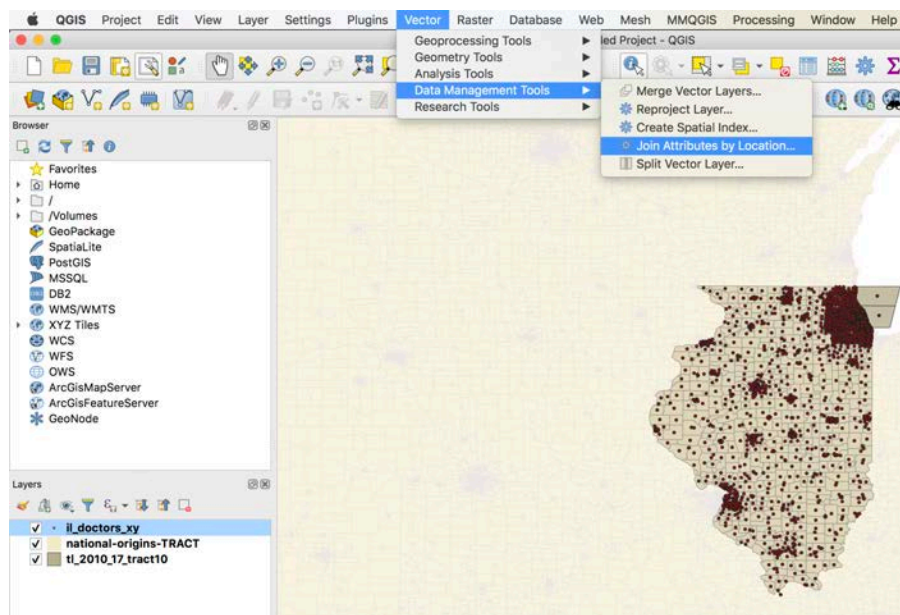 QGIS Project Edit View Layer Settings Plugins Vector Raster Database Web Mesh MMQGIS Processing Window Help
led Project - QGIS
Geoprocessing Tools
Geometry Tools
Analysis Tools
Data Management Tools
Research Tools
Merge Vector Layers...
Reproject Layer...
Create Spatial Index...
Join Attributes by Location...
Split Vector Layer...
Browser
Favorites
Home
/
/Volumes
GeoPackage
SpatiaLite
PostGIS
MSSQL
DB2
WMS/WMTS
XYZ Tiles
WCS
WFS
OWS
ArcGisMapServer
ArcGisFeatureServer
GeoNode
Layers
il_doctors_xy
national-origins-TRACT
tl_2010_17_tract10